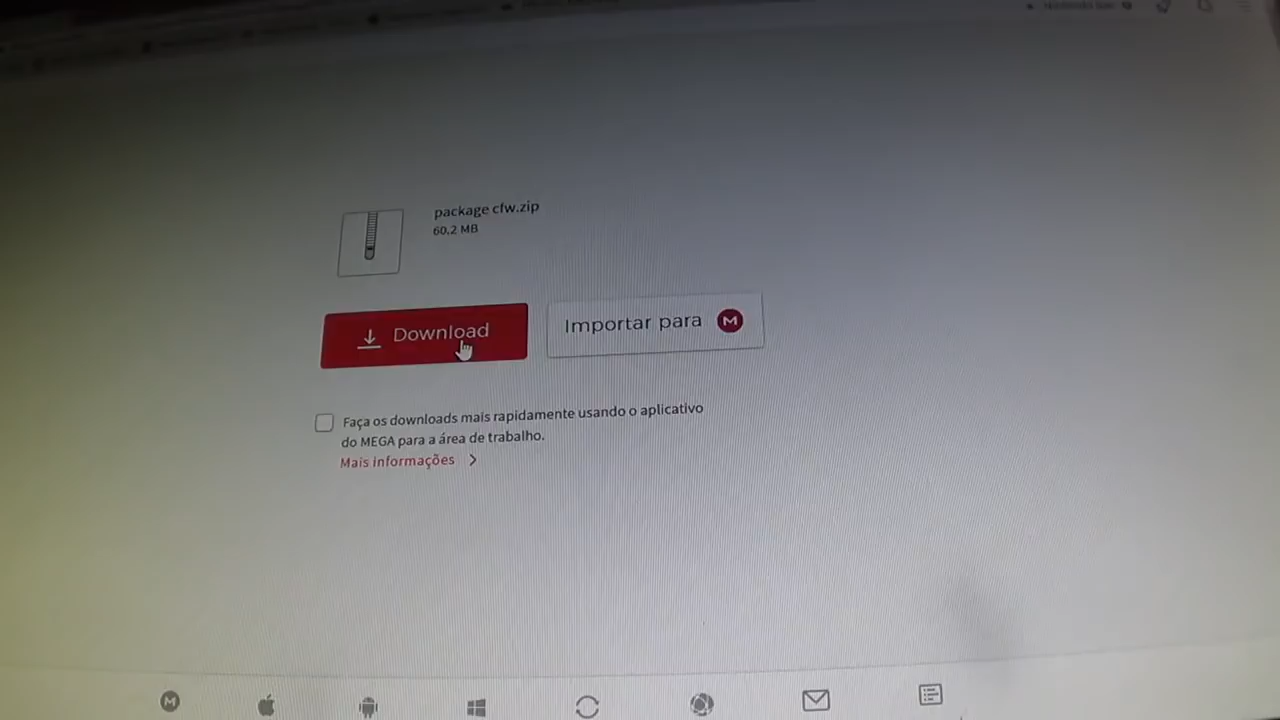 package cfw.zip
60,2 MB
Download
Importar para
Faça os downloads mais rapidamente usando o aplicativo
do MEGA para a área de trabalho.
Mais informações